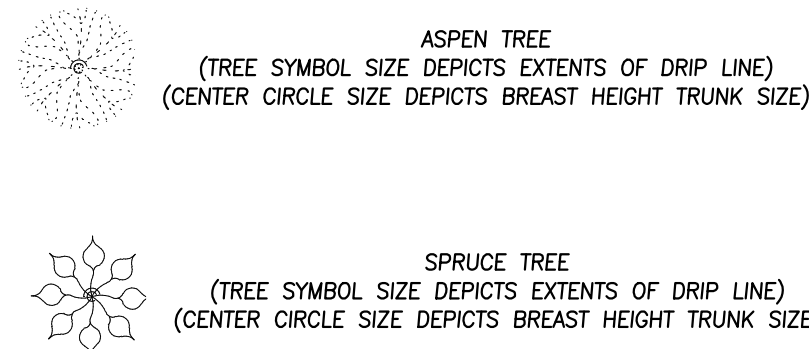 ASPEN TREE
(TREE SYMBOL SIZE DEPICTS EXTENTS OF DRIP LINE)
(CENTER CIRCLE SIZE DEPICTS BREAST HEIGHT TRUNK SIZE)
SPRUCE TREE
(TREE SYMBOL SIZE DEPICTS EXTENTS OF DRIP LINE)
(CENTER CIRCLE SIZE DEPICTS BREAST HEIGHT TRUNK SIZE